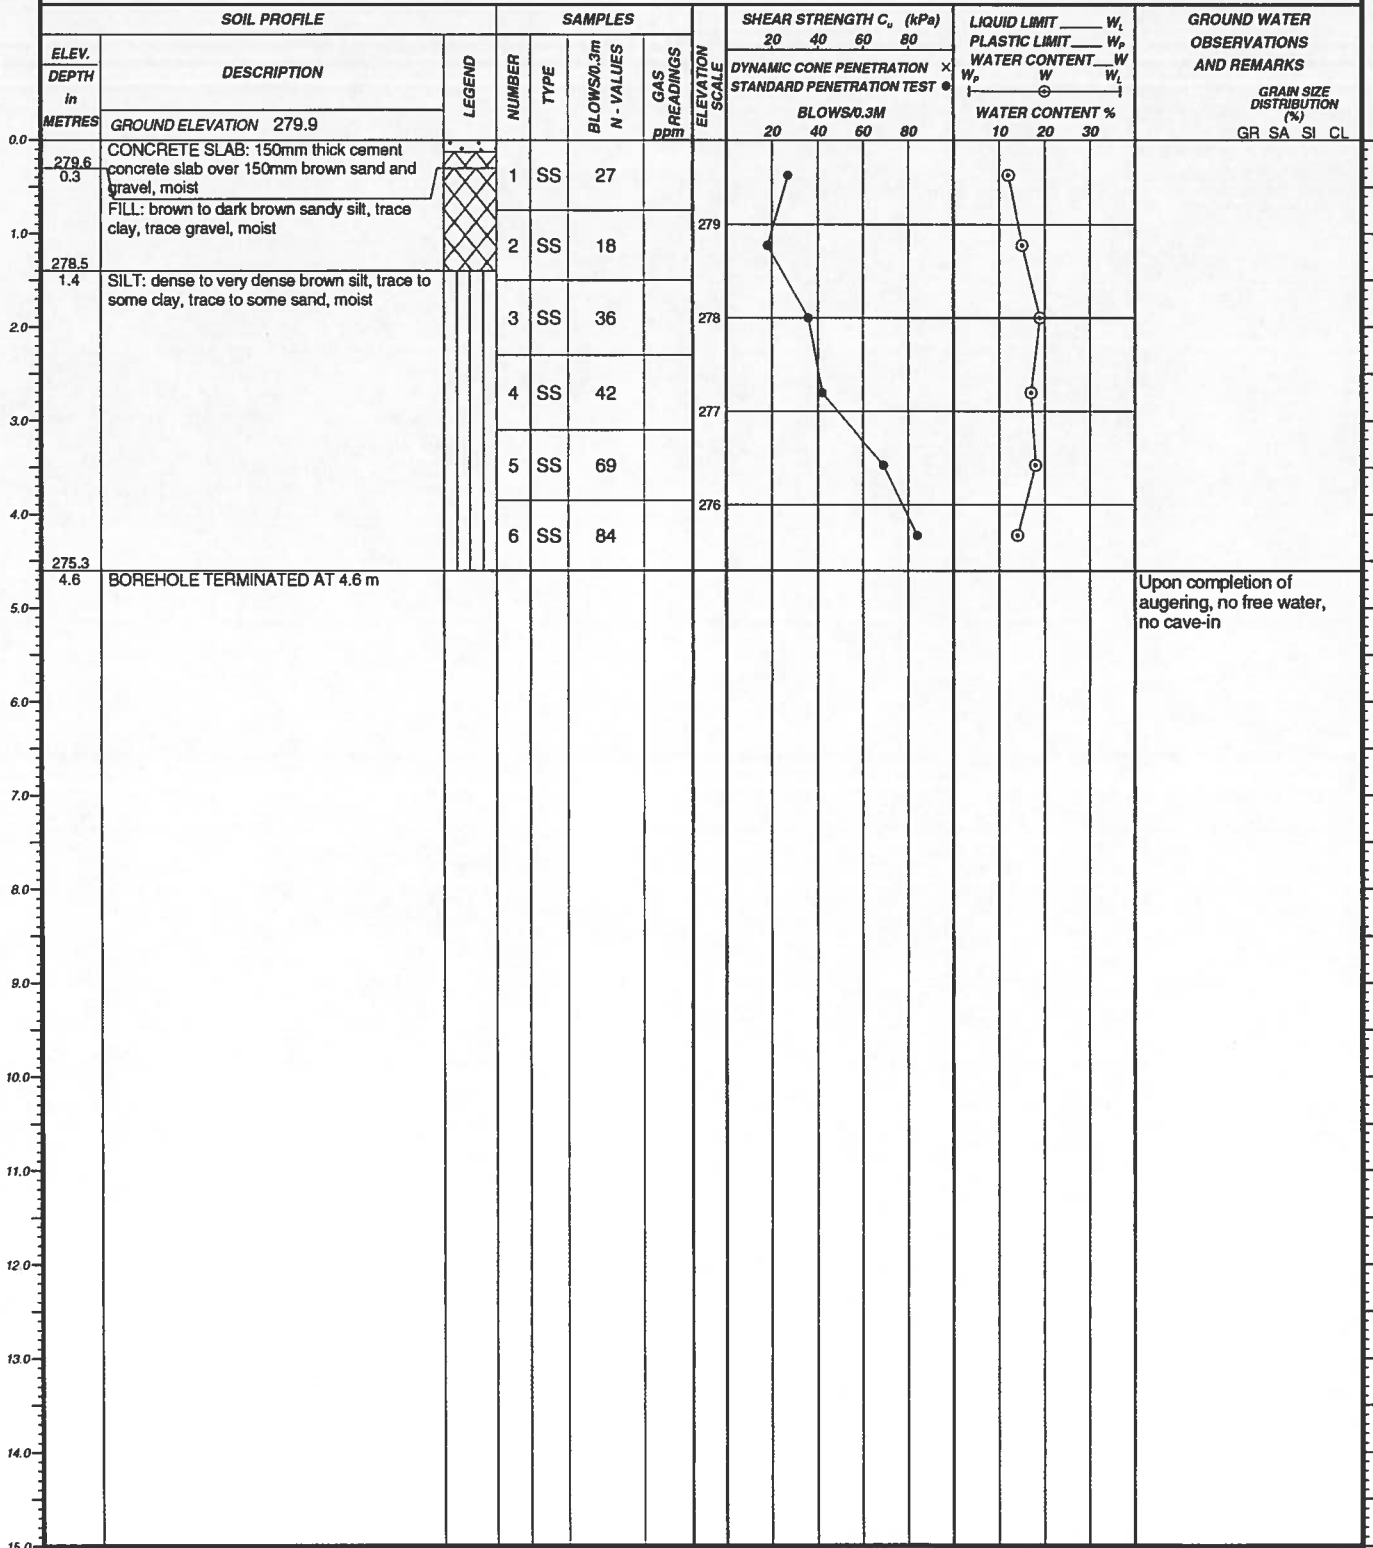 SOIL PROFILE
SAMPLES
SHEAR STRENGTH Cu (kPa)
20 40 60 80
DYNAMIC CONE PENETRATION ×
STANDARD PENETRATION TEST ●
BLOWS/0.3M
20 40 60 80
LIQUID LIMIT ____ WL
PLASTIC LIMIT ____ WP
WATER CONTENT __ W
WP W WL
WATER CONTENT %
10 20 30
GROUND WATER
OBSERVATIONS
AND REMARKS
GRAIN SIZE
DISTRIBUTION
(%)
GR SA SI CL
ELEV.
DEPTH
in
METRES
DESCRIPTION
GROUND ELEVATION 279.9
LEGEND
NUMBER
TYPE
BLOWS/0.3m
N - VALUES
GAS
READINGS
ppm
ELEVATION
SCALE
0.0
279.6
0.3
CONCRETE SLAB: 150mm thick cement
concrete slab over 150mm brown sand and
gravel, moist
FILL: brown to dark brown sandy silt, trace
clay, trace gravel, moist
1 SS 27
279
1.0
2 SS 18
278.5
1.4
SILT: dense to very dense brown silt, trace to
some clay, trace to some sand, moist
2.0
3 SS 36
278
4 SS 42
277
3.0
5 SS 69
276
4.0
6 SS 84
275.3
4.6
BOREHOLE TERMINATED AT 4.6 m
Upon completion of
augering, no free water,
no cave-in
5.0
6.0
7.0
8.0
9.0
10.0
11.0
12.0
13.0
14.0
15.0